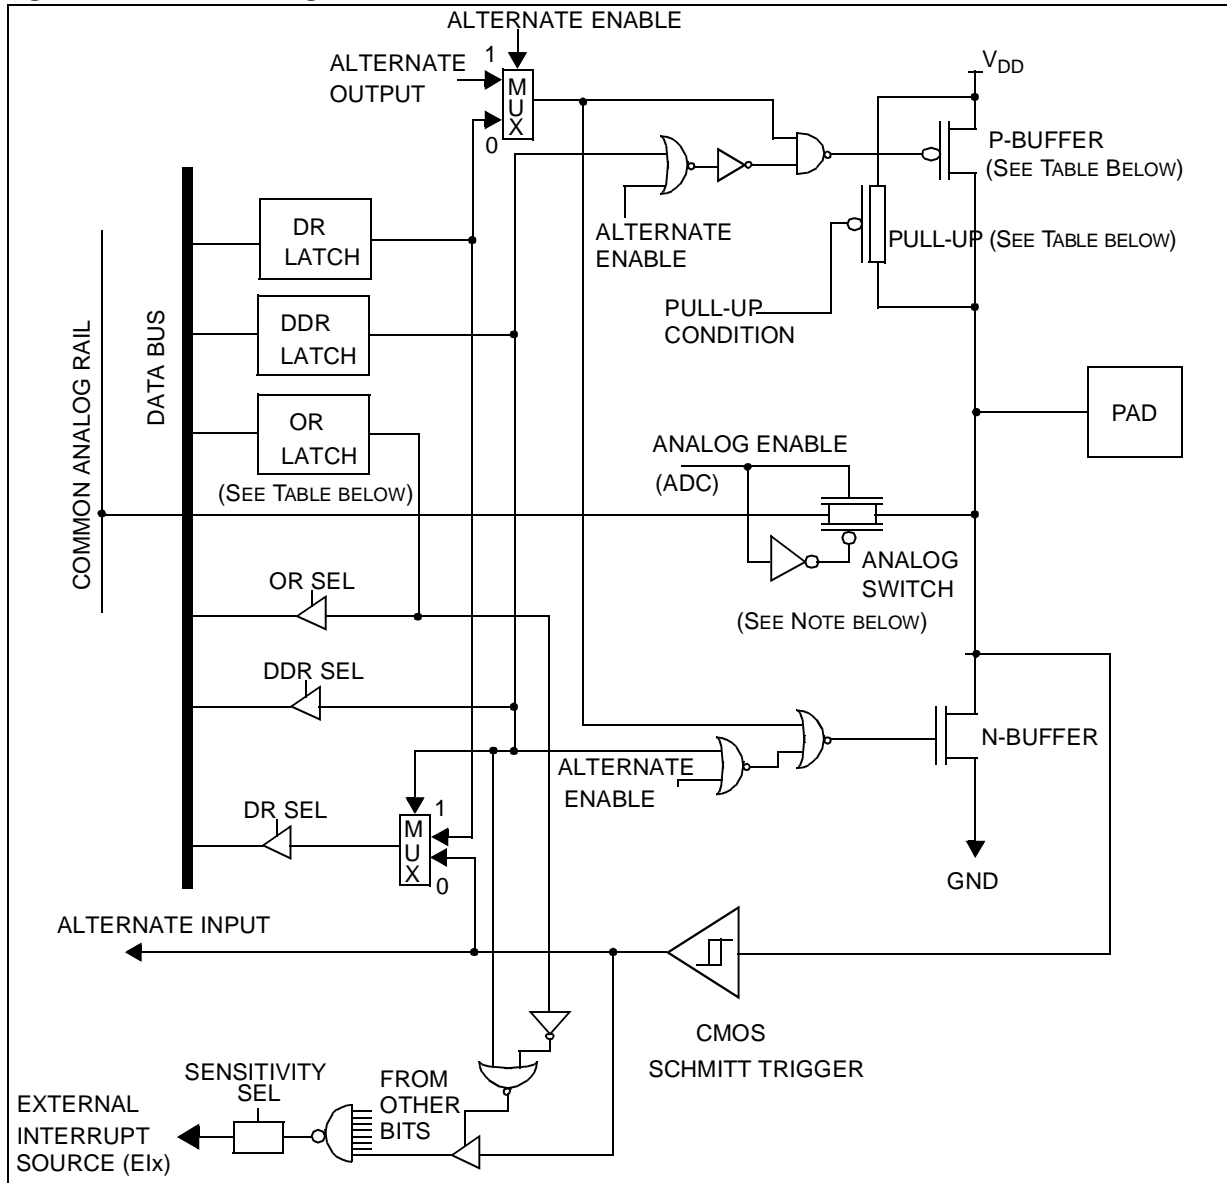 ALTERNATE ENABLE
ALTERNATE
OUTPUT
1
0
MUX
VDD
P-BUFFER
(SEE TABLE BELOW)
ALTERNATE
ENABLE
PULL-UP (SEE TABLE BELOW)
PULL-UP
CONDITION
DR
LATCH
DDR
LATCH
OR
LATCH
(SEE TABLE BELOW)
COMMON ANALOG RAIL
DATA BUS
PAD
ANALOG ENABLE
(ADC)
ANALOG
SWITCH
(SEE NOTE BELOW)
OR SEL
DDR SEL
DR SEL
MUX
1
0
ALTERNATE
ENABLE
N-BUFFER
GND
ALTERNATE INPUT
CMOS
SCHMITT TRIGGER
SENSITIVITY
SEL
FROM
OTHER
BITS
EXTERNAL
INTERRUPT
SOURCE (EIx)